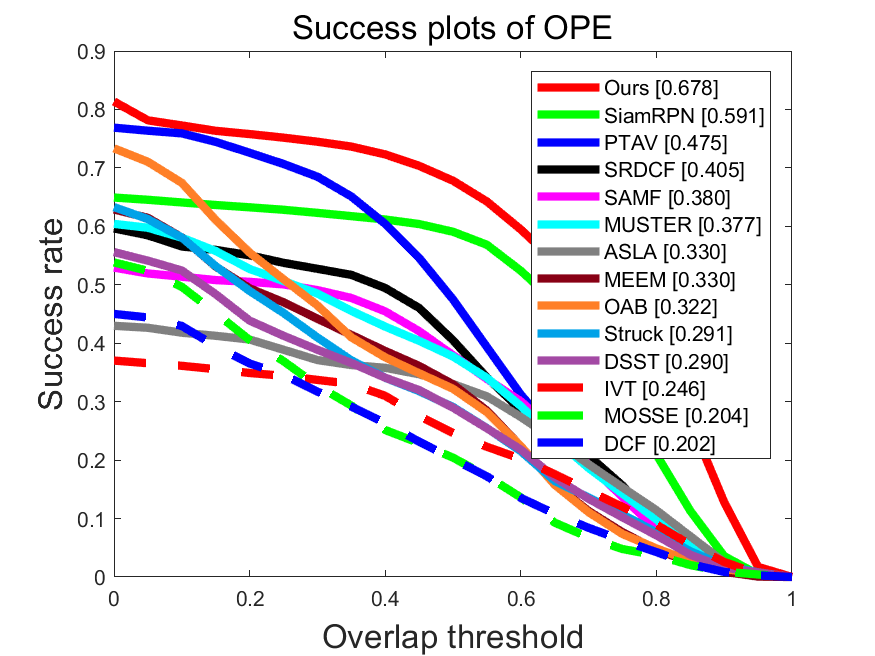 Success plots of OPE
0.9
0.8
0.7
0.6
0.5
0.4
0.3
0.2
0.1
0
Success rate
Ours [0.678]
SiamRPN [0.591]
PTAV [0.475]
SRDCF [0.405]
SAMF [0.380]
MUSTER [0.377]
ASLA [0.330]
MEEM [0.330]
OAB [0.322]
Struck [0.291]
DSST [0.290]
IVT [0.246]
MOSSE [0.204]
DCF [0.202]
0 0.2 0.4 0.6 0.8 1
Overlap threshold